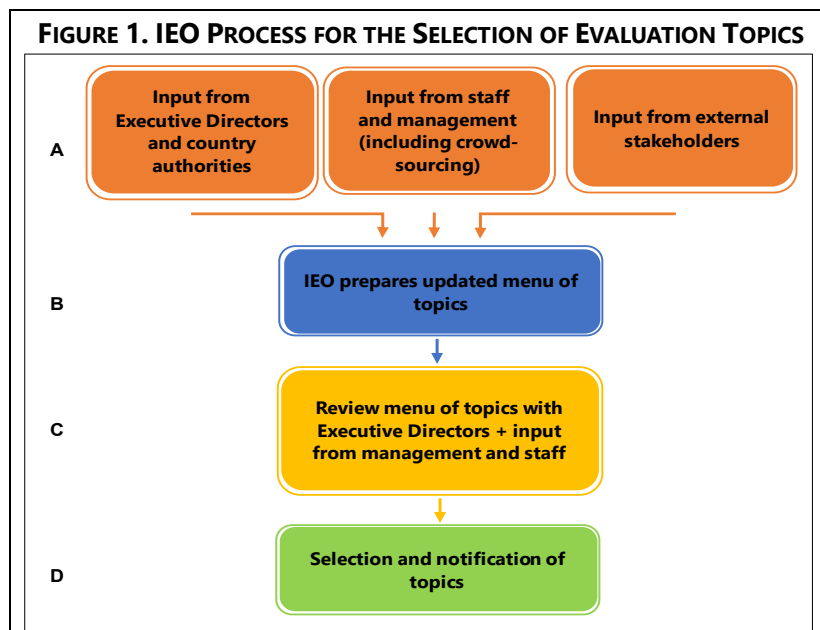 FIGURE 1. IEO PROCESS FOR THE SELECTION OF EVALUATION TOPICS
A
Input from
Executive Directors
and country
authorities
Input from staff
and management
(including crowd-
sourcing)
Input from external
stakeholders
B
IEO prepares updated menu of
topics
C
Review menu of topics with
Executive Directors + input
from management and staff
D
Selection and notification of
topics